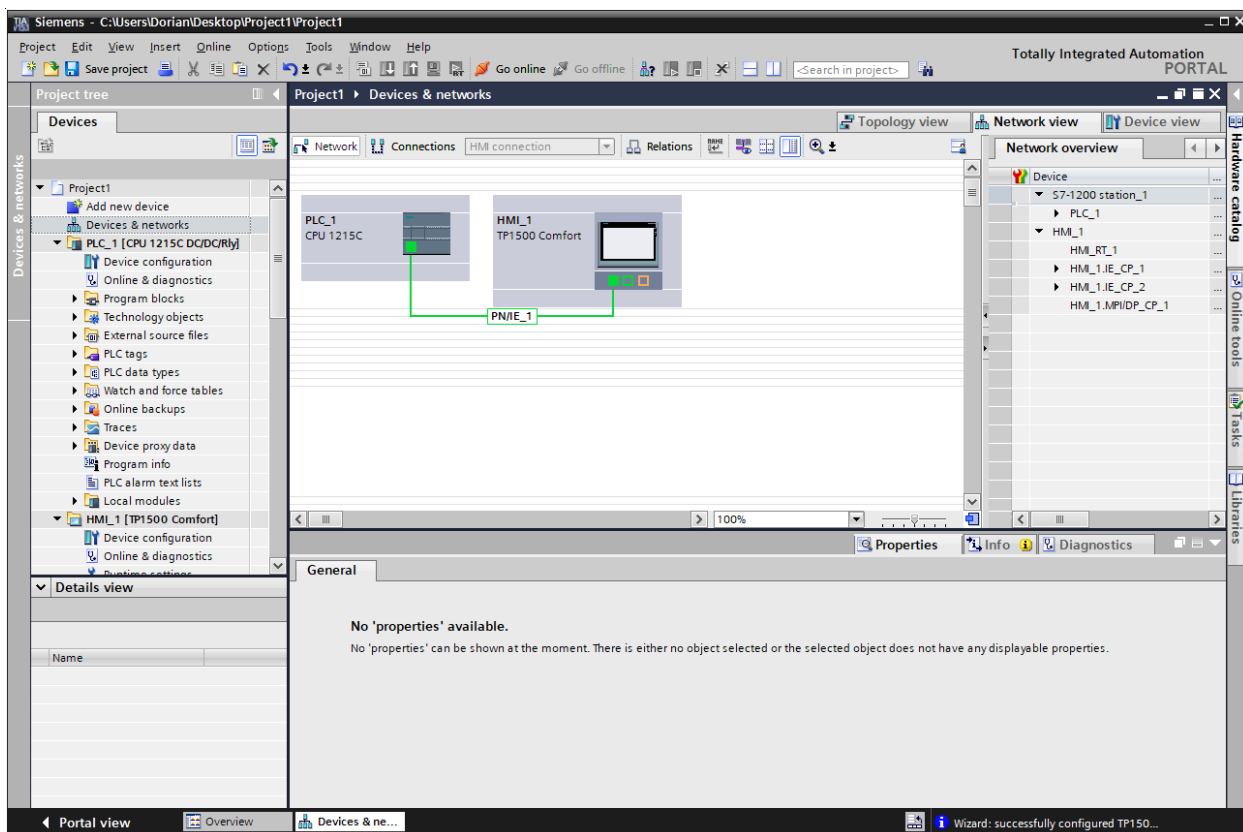 Siemens - C:\Users\Dorian\Desktop\Project1\Project1
Project Edit View Insert Online Options Tools Window Help
Totally Integrated Automation
PORTAL
Save project
Go online
Go offline
<Search in project>
Project tree
Project1 Devices & networks
Devices
Topology view
Network view
Device view
Network
Connections
HMI connection
Relations
Network overview
Devices & networks
Project1
Add new device
Devices & networks
PLC_1 [CPU 1215C DC/DC/Rly]
Device configuration
Online & diagnostics
Program blocks
Technology objects
External source files
PLC tags
PLC data types
Watch and force tables
Online backups
Traces
Device proxy data
Program info
PLC alarm text lists
Local modules
HMI_1 [TP1500 Comfort]
Device configuration
Online & diagnostics
Runtime settings
PLC_1
CPU 1215C
HMI_1
TP1500 Comfort
PN/IE_1
100%
Device
...
S7-1200 station_1
...
PLC_1
...
HMI_1
...
HMI_RT_1
HMI_1.IE_CP_1
...
HMI_1.IE_CP_2
...
HMI_1.MPI/DP_CP_1
...
Hardware catalog
Online tools
Tasks
Libraries
Details view
Name
Properties
Info
Diagnostics
General
No 'properties' available.
No 'properties' can be shown at the moment. There is either no object selected or the selected object does not have any displayable properties.
Portal view
Overview
Devices & ne...
Wizard: successfully configured TP150...